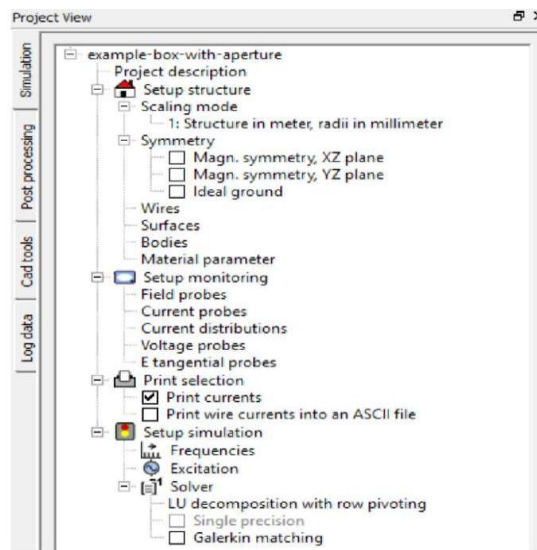 Project View
Simulation
Post processing
Cad tools
Log data
example-box-with-aperture
Project description
Setup structure
Scaling mode
1: Structure in meter, radii in millimeter
Symmetry
Magn. symmetry, XZ plane
Magn. symmetry, YZ plane
Ideal ground
Wires
Surfaces
Bodies
Material parameter
Setup monitoring
Field probes
Current probes
Current distributions
Voltage probes
E tangential probes
Print selection
Print currents
Print wire currents into an ASCII file
Setup simulation
Frequencies
Excitation
Solver
LU decomposition with row pivoting
Single precision
Galerkin matching